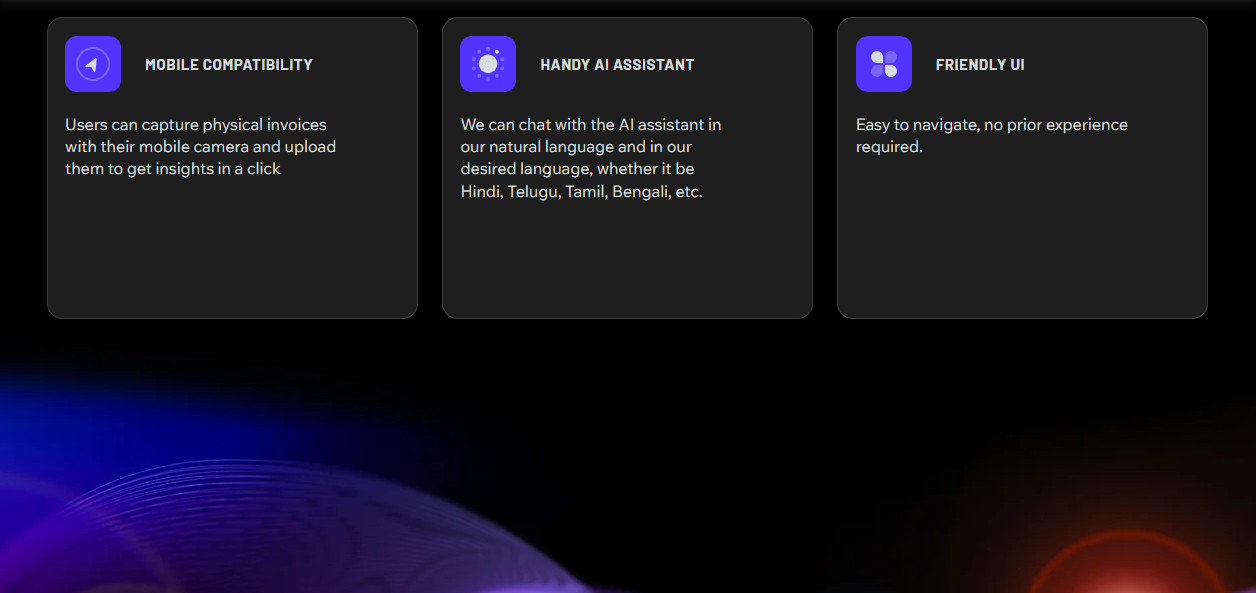 MOBILE COMPATIBILITY
Users can capture physical invoices
with their mobile camera and upload
them to get insights in a click
HANDY AI ASSISTANT
We can chat with the AI assistant in
our natural language and in our
desired language, whether it be
Hindi, Telugu, Tamil, Bengali, etc.
FRIENDLY UI
Easy to navigate, no prior experience
required.